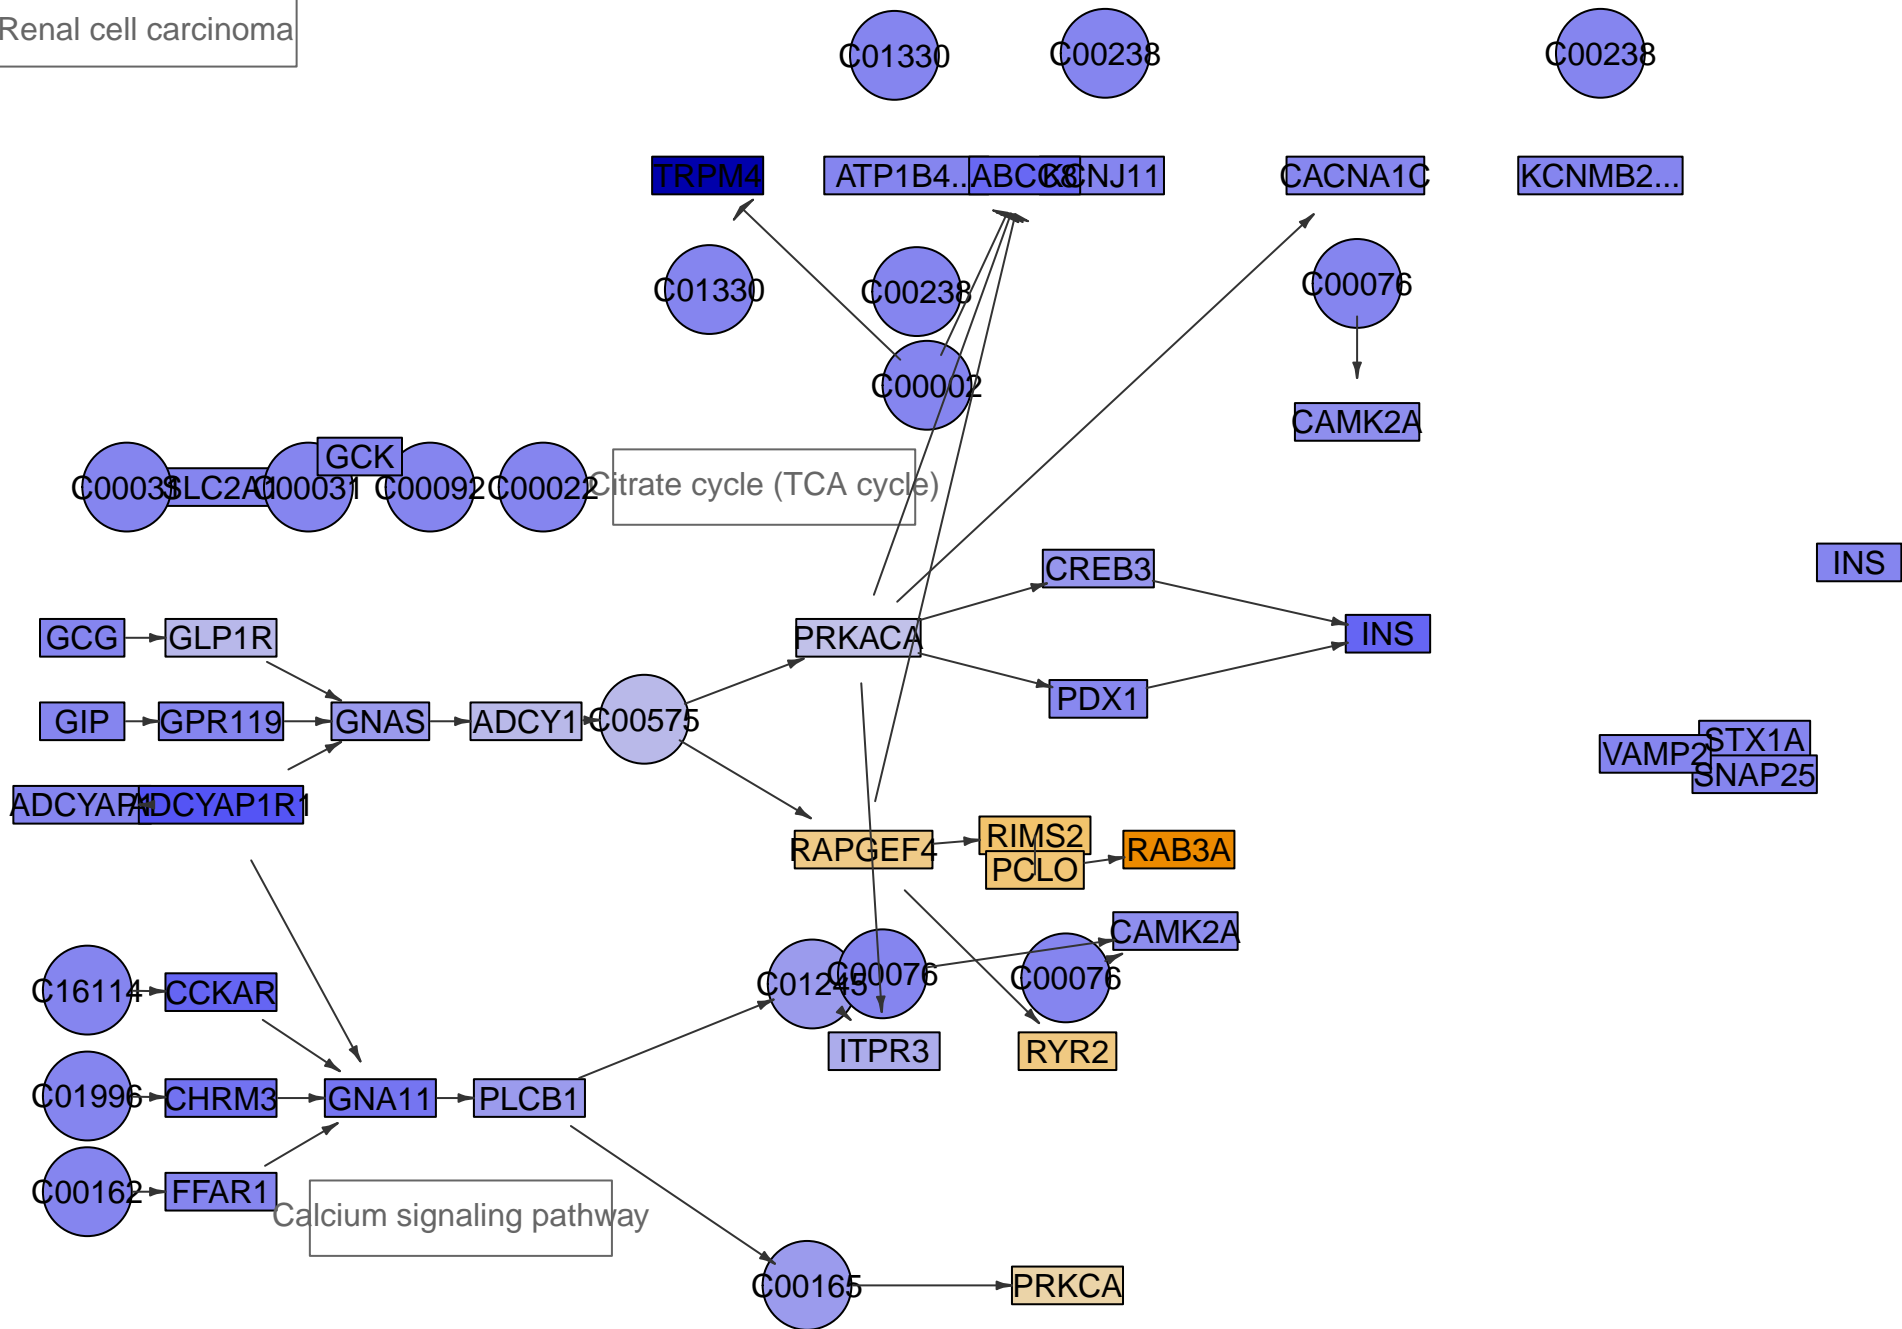 Renal cell carcinoma
C01330
C00238
C00238
TRPM4
ATP1B4...
ABCC8
KCNJ11
CACNA1C
KCNMB2...
C01330
C00238
C00076
C00002
CAMK2A
C00031
SLC2A1
C00031
GCK
C00092
C00022
Citrate cycle (TCA cycle)
CREB3
INS
GCG
GLP1R
PRKACA
INS
GIP
GPR119
GNAS
ADCY1
C00575
PDX1
VAMP2
STX1A
SNAP25
ADCYAP1
ADCYAP1R1
RAPGEF4
RIMS2
PCLO
RAB3A
CAMK2A
C16114
CCKAR
C01245
C00076
C00076
ITPR3
RYR2
C01996
CHRM3
GNA11
PLCB1
C00162
FFAR1
Calcium signaling pathway
C00165
PRKCA